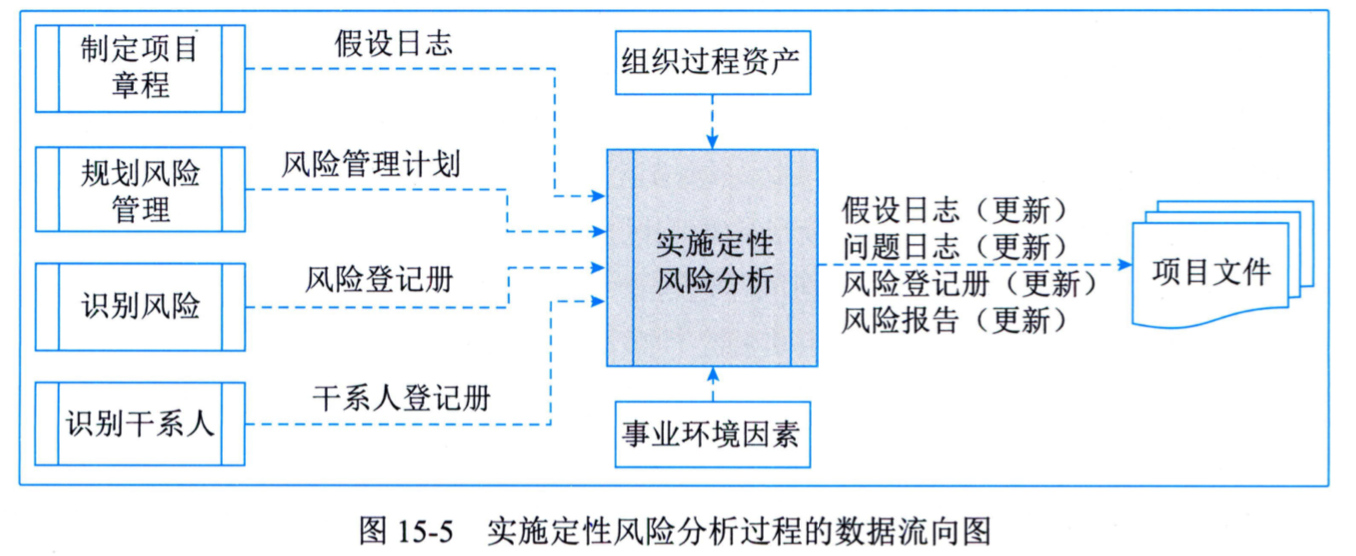 制定项目
章程
假设日志
组织过程资产
规划风险
管理
风险管理计划
识别风险
风险登记册
识别干系人
干系人登记册
实施定性
风险分析
事业环境因素
假设日志（更新）
问题日志（更新）
风险登记册（更新）
风险报告（更新）
项目文件
图 15-5 实施定性风险分析过程的数据流向图